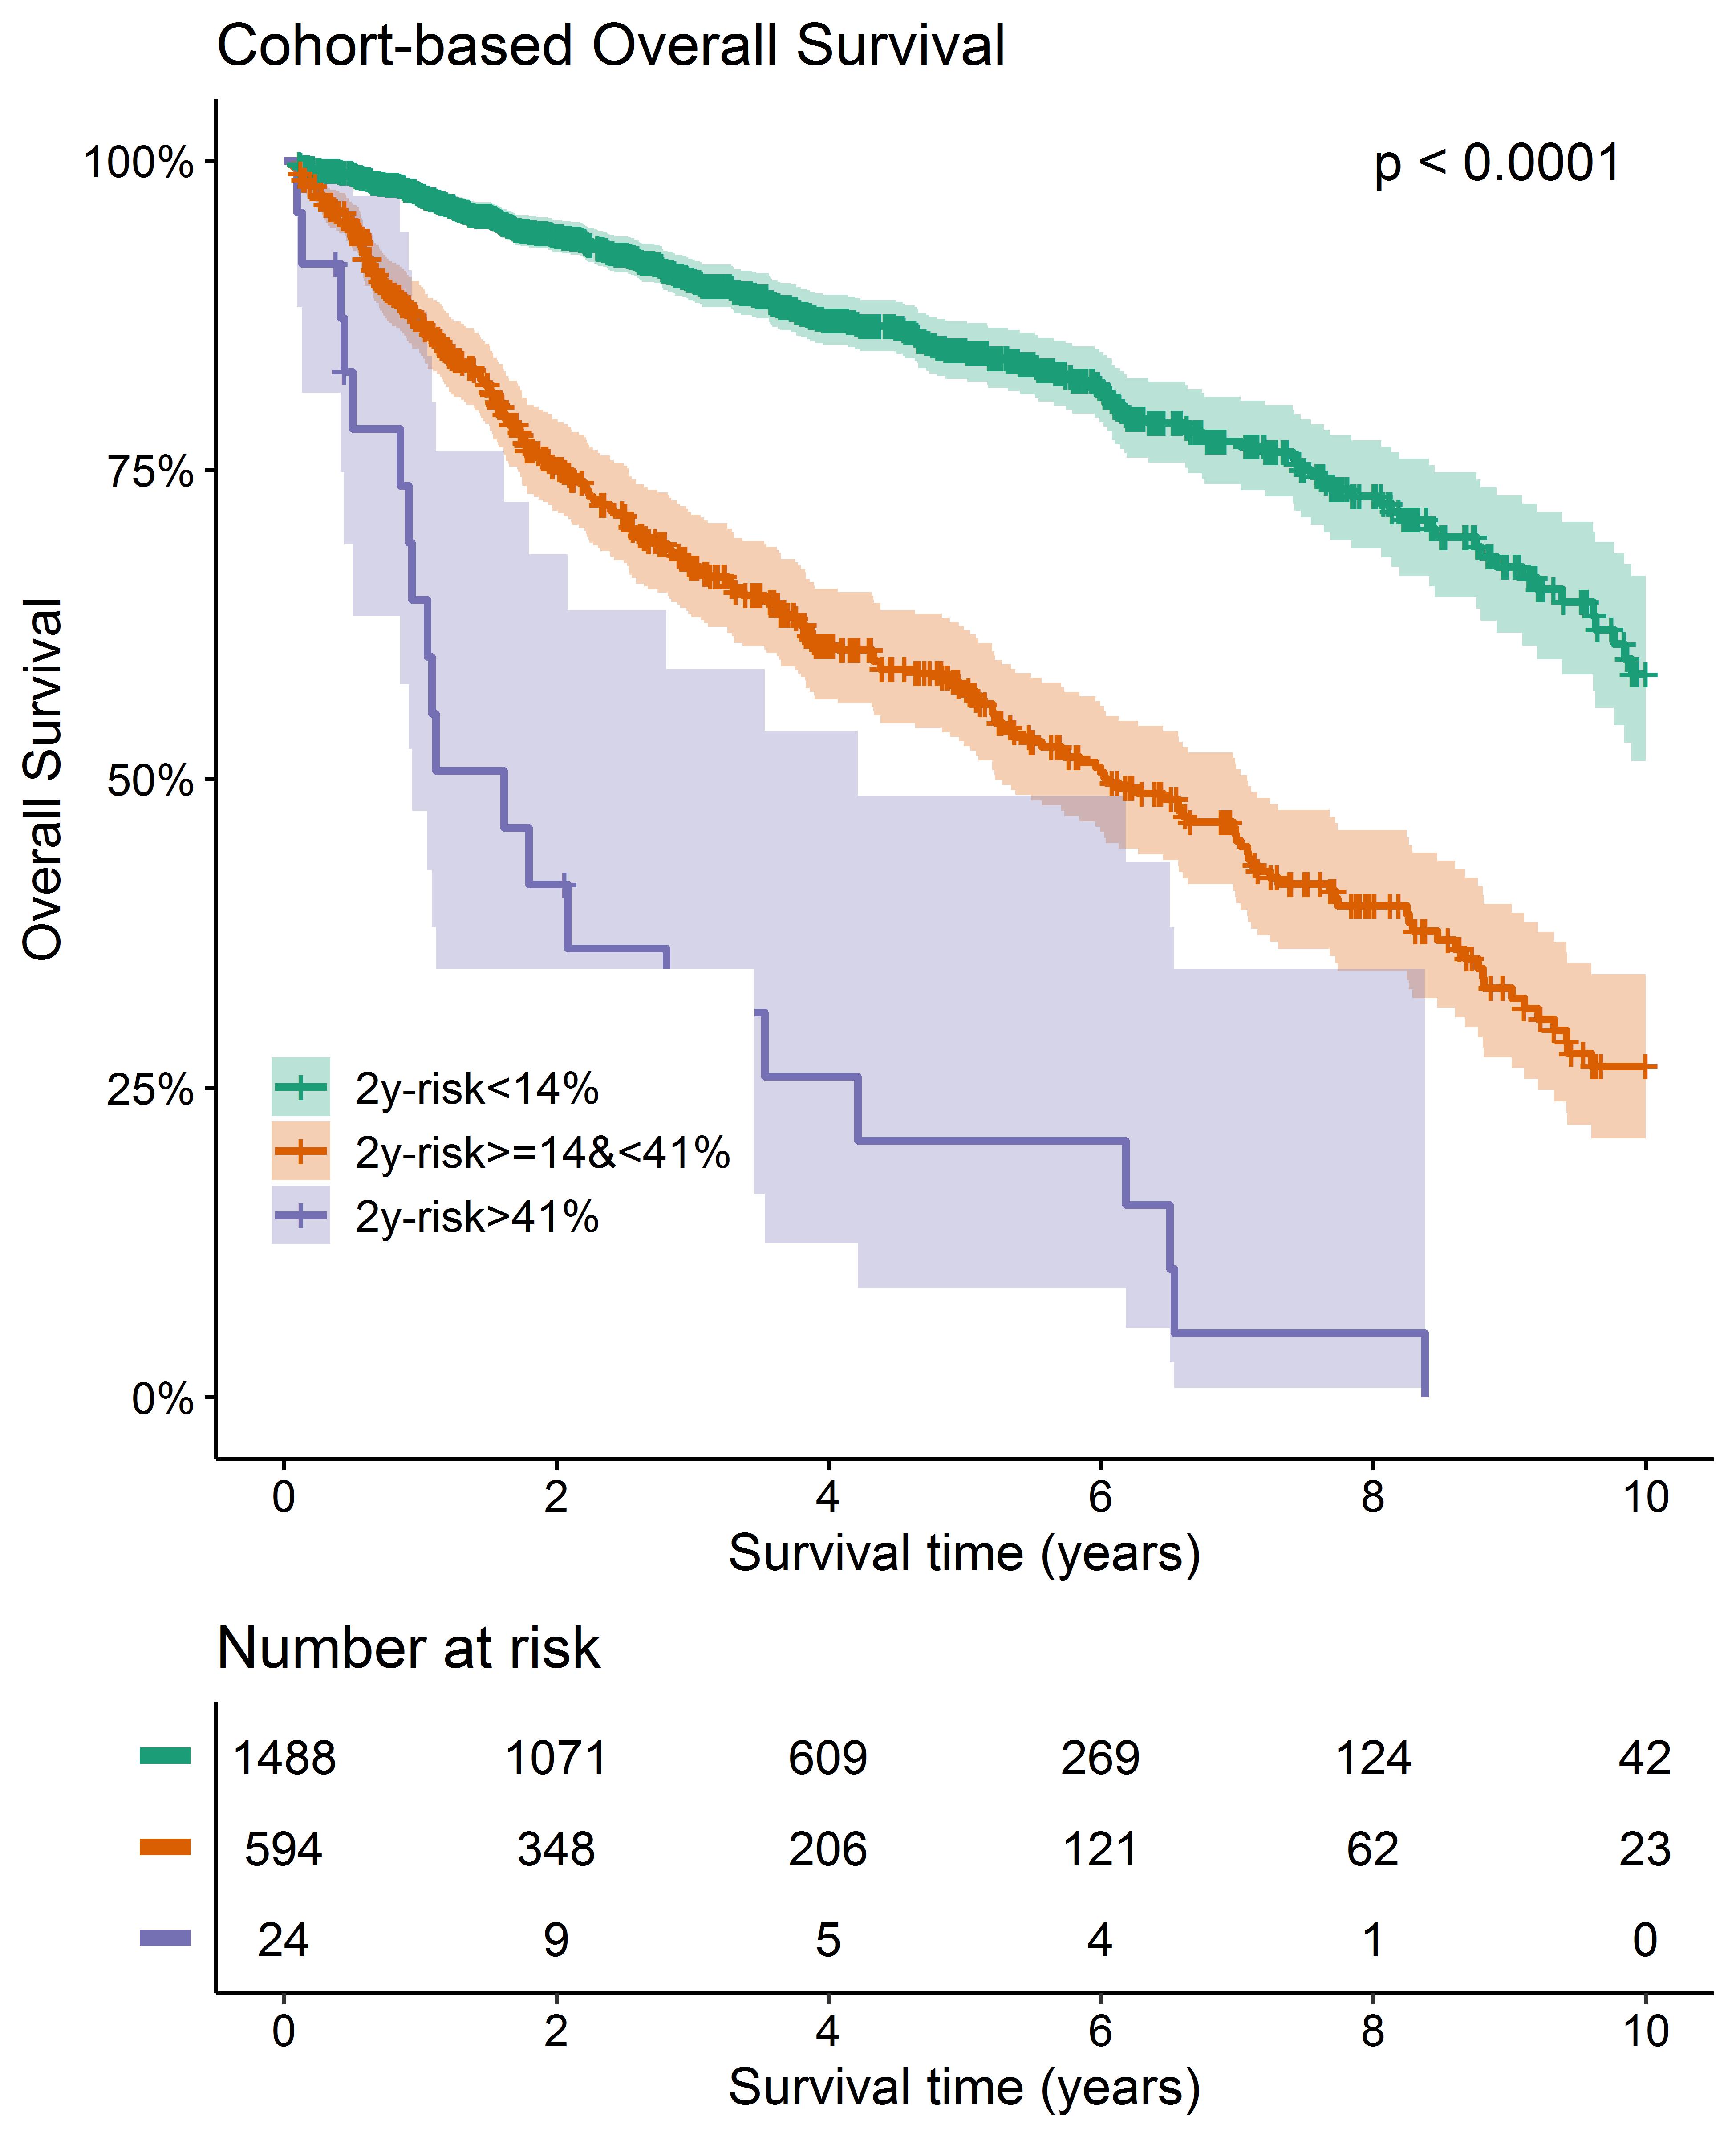 Cohort-based Overall Survival
p < 0.0001
100%
75%
50%
25%
0%
Overall Survival
2y-risk<14%
2y-risk>=14&<41%
2y-risk>41%
0 2 4 6 8 10
Survival time (years)
Number at risk
1488 1071 609 269 124 42
594 348 206 121 62 23
24 9 5 4 1 0
0 2 4 6 8 10
Survival time (years)